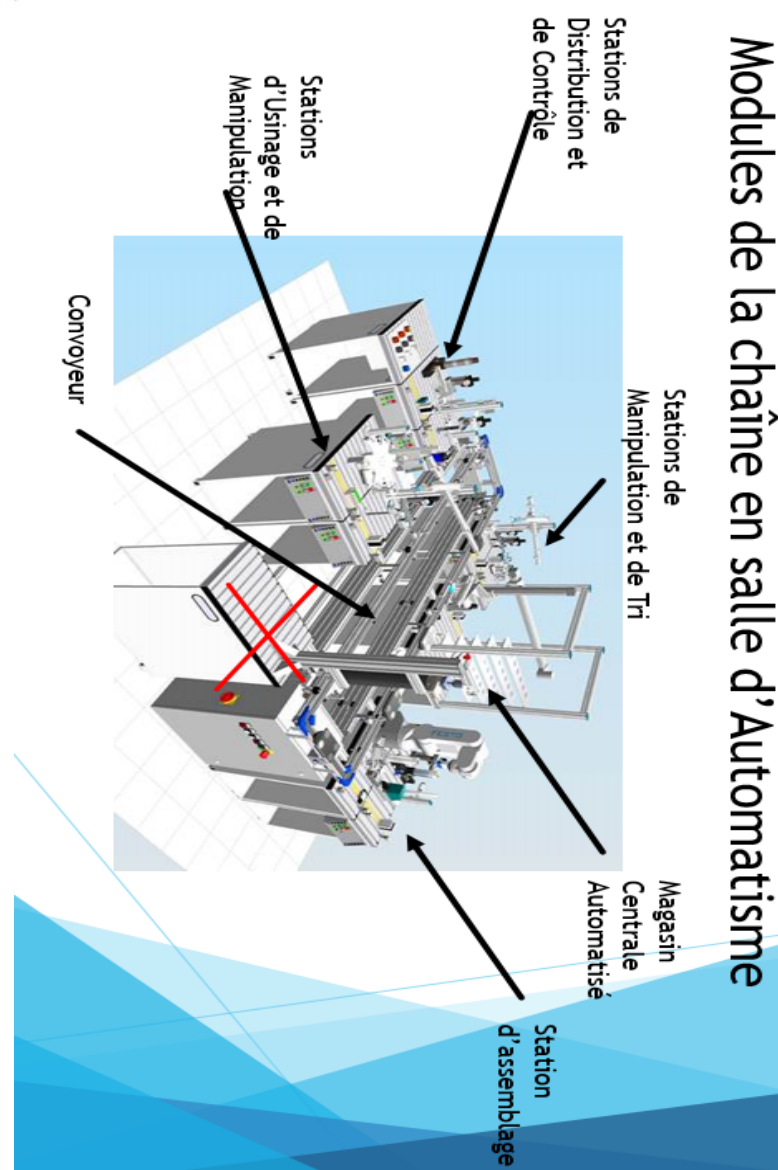 Modules de la chaîne en salle d'Automatisme
Stations de
Distribution et
de Contrôle
Stations de
Manipulation et de Tri
Magasin
Centrale
Automatisé
Station
d'assemblage
Stations
d'Usinage et de
Manipulation
Convoyeur
FESTO